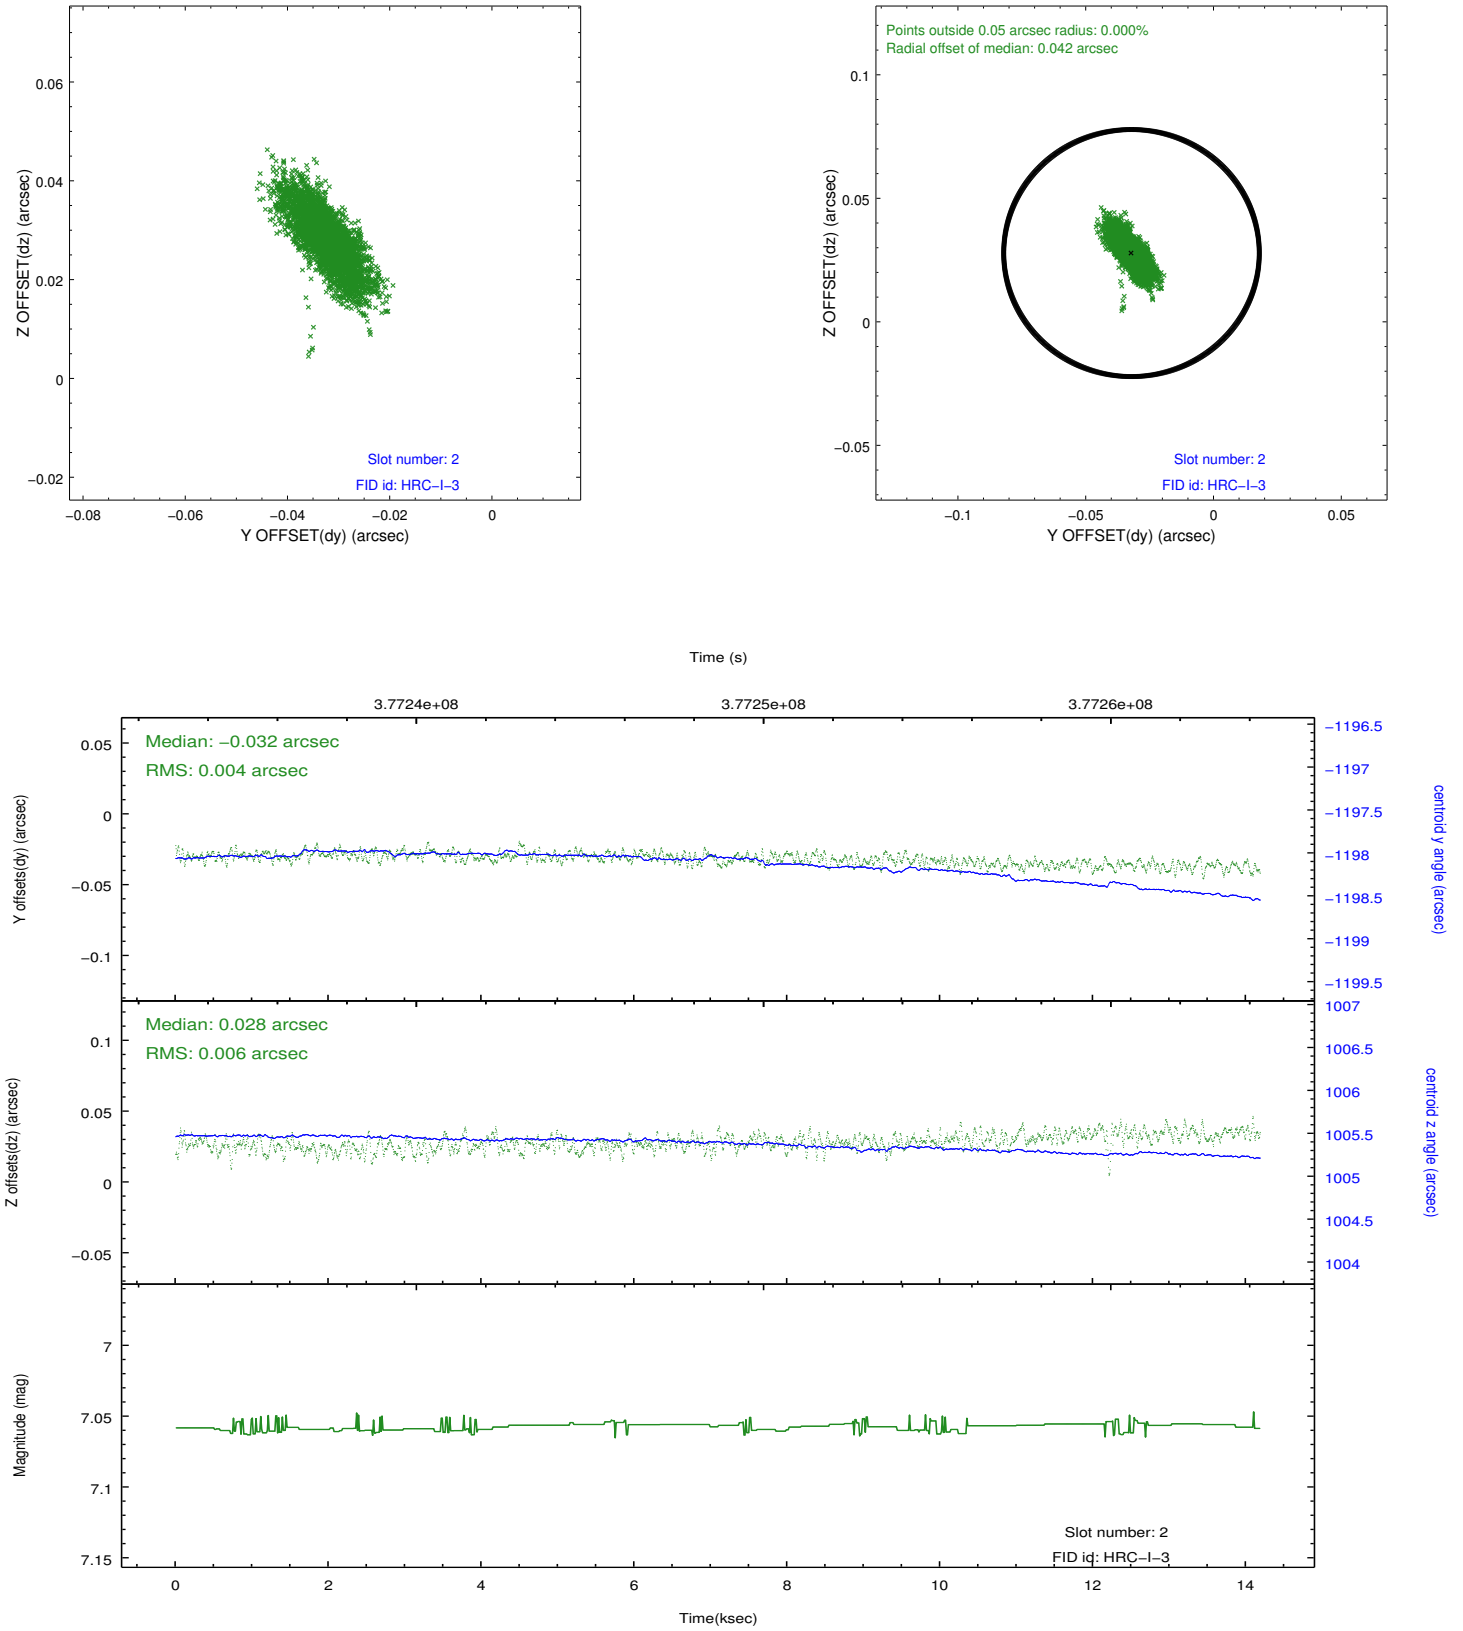 0.06
0.04
0.02
0
−0.02
Z OFFSET(dz) (arcsec)
Slot number: 2
FID id: HRC−I−3
−0.08 −0.06 −0.04 −0.02 0
Y OFFSET(dy) (arcsec)
Points outside 0.05 arcsec radius: 0.000%
Radial offset of median: 0.042 arcsec
0.1
0.05
0
−0.05
Z OFFSET(dz) (arcsec)
Slot number: 2
FID id: HRC−I−3
−0.1 −0.05 0 0.05
Y OFFSET(dy) (arcsec)
Time (s)
3.7724e+08 3.7725e+08 3.7726e+08
Median: −0.032 arcsec
RMS: 0.004 arcsec
0.05
0
−0.05
−0.1
Y offsets(dy) (arcsec)
−1196.5
−1197
−1197.5
−1198
−1198.5
−1199
−1199.5
centroid y angle (arcsec)
Median: 0.028 arcsec
RMS: 0.006 arcsec
0.1
0.05
0
−0.05
Z offsets(dz) (arcsec)
1007
1006.5
1006
1005.5
1005
1004.5
1004
centroid z angle (arcsec)
7
7.05
7.1
7.15
Magnitude (mag)
Slot number: 2
FID id: HRC−I−3
0 2 4 6 8 10 12 14
Time(ksec)